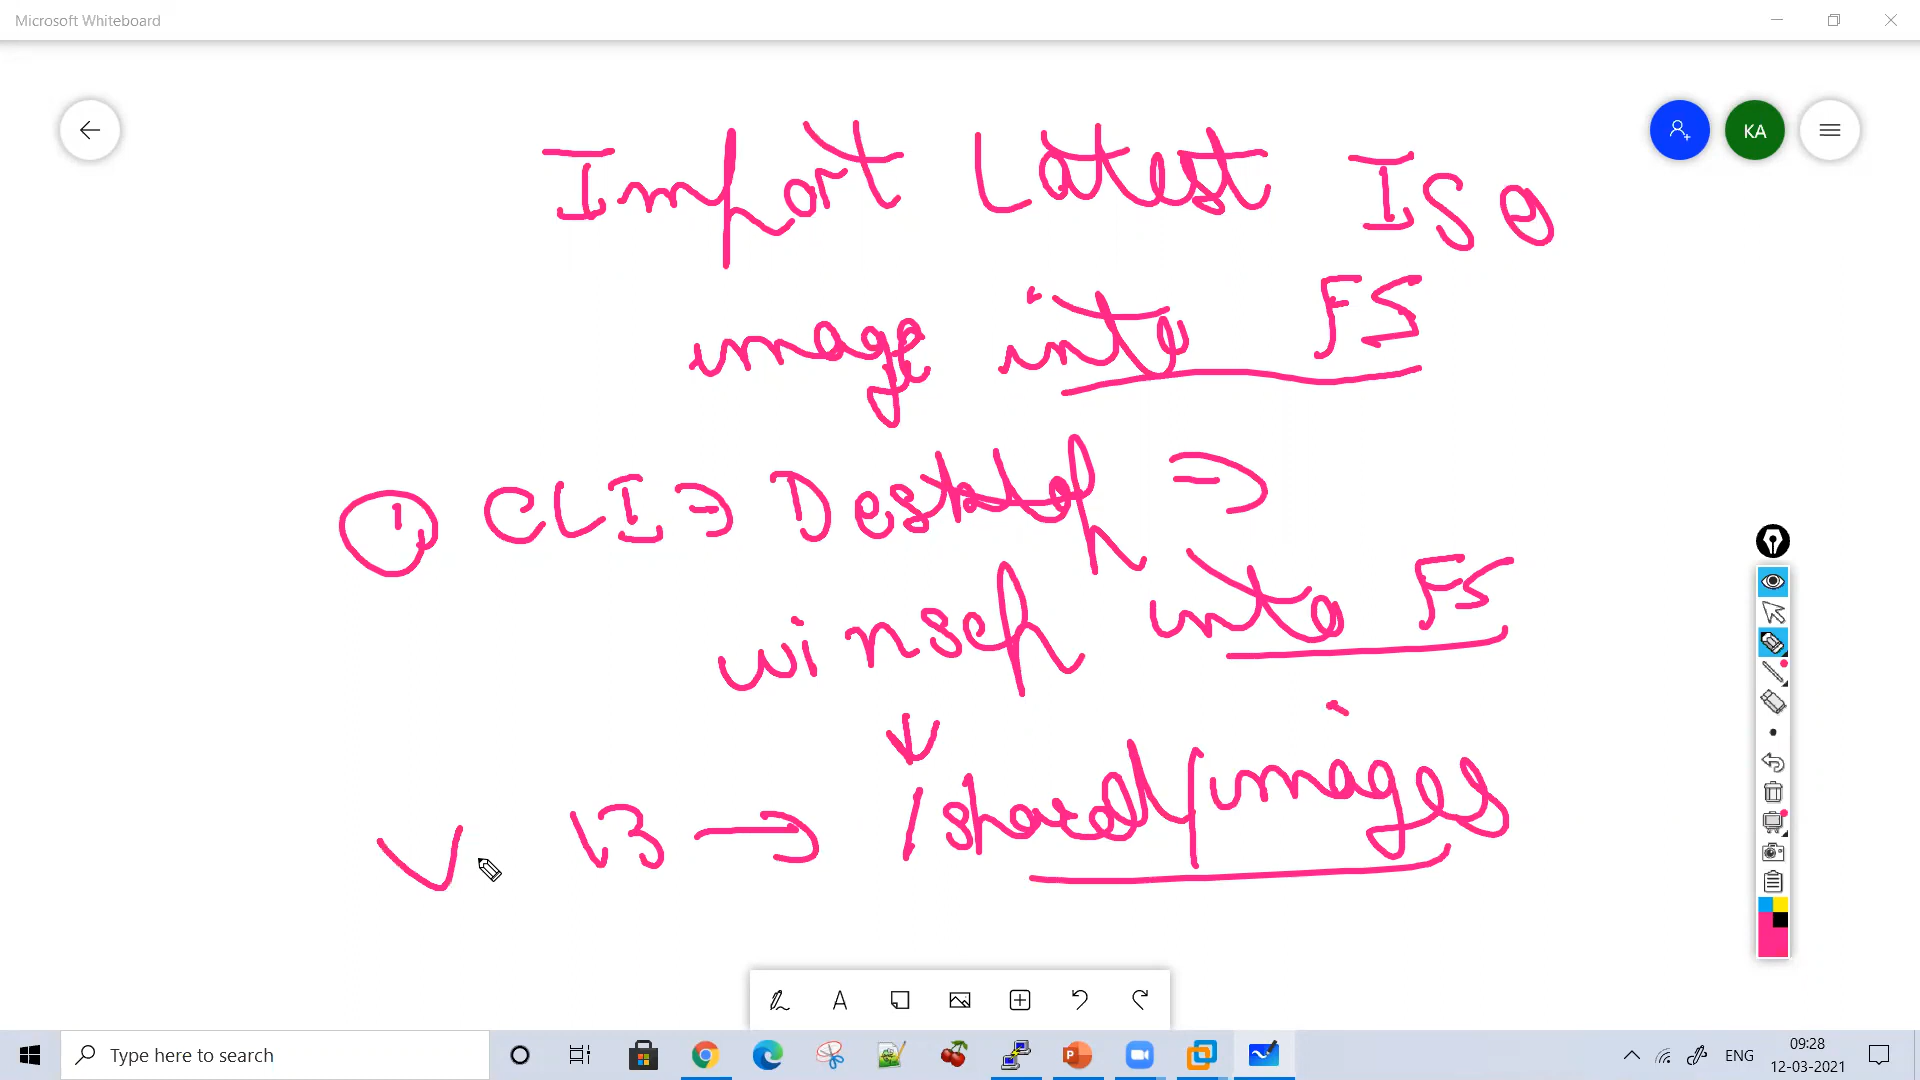 Microsoft Whiteboard
KA
Import Latest ISO
image into FS
1 CLI => Desktop =>
winscp into FS
V V3 → /shared/images
Type here to search
ENG
09:28
12-03-2021